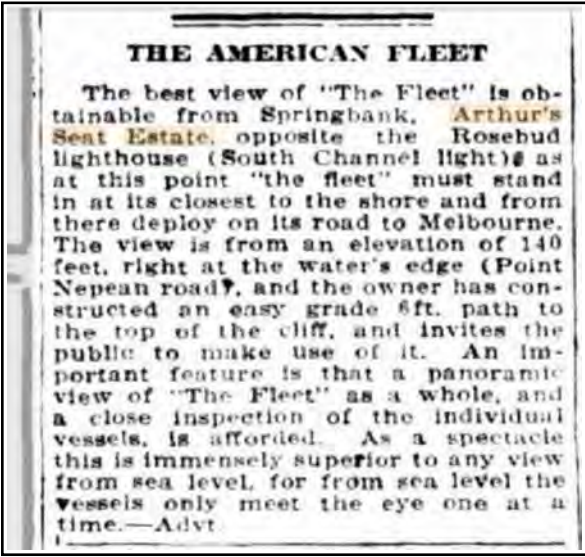 THE AMERICAN FLEET
The best view of "The Fleet" is ob-
tainable from Springbank, Arthur's
Seat Estate, opposite the Rosebud
lighthouse (South Channel light), as
at this point "the fleet" must stand
in at its closest to the shore and from
there deploy on its road to Melbourne.
The view is from an elevation of 140
feet, right at the water's edge (Point
Nepean road), and the owner has con-
structed an easy grade 6ft. path to
the top of the cliff, and invites the
public to make use of it. An im-
portant feature is that a panoramic
view of "The Fleet" as a whole, and
a close inspection of the individual
vessels, is afforded. As a spectacle
this is immensely superior to any view
from sea level, for from sea level the
vessels only meet the eye one at a
time.—Advt